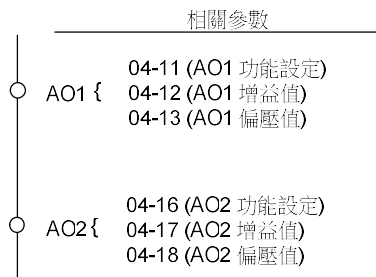 相關參數
04-11 (AO1 功能設定)
AO1 { 04-12 (AO1 增益值)
04-13 (AO1 偏壓值)
04-16 (AO2 功能設定)
AO2 { 04-17 (AO2 增益值)
04-18 (AO2 偏壓值)